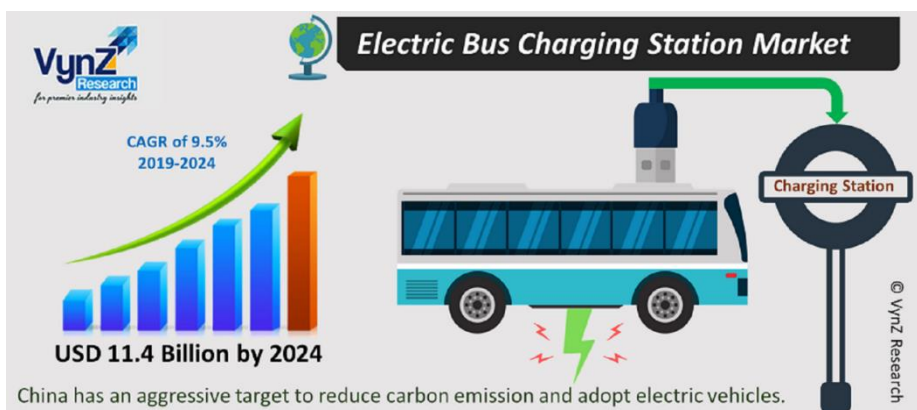 VynZ
Research
for premier industry insights
Electric Bus Charging Station Market
CAGR of 9.5%
2019-2024
Charging Station
USD 11.4 Billion by 2024
© VynZ Research
China has an aggressive target to reduce carbon emission and adopt electric vehicles.